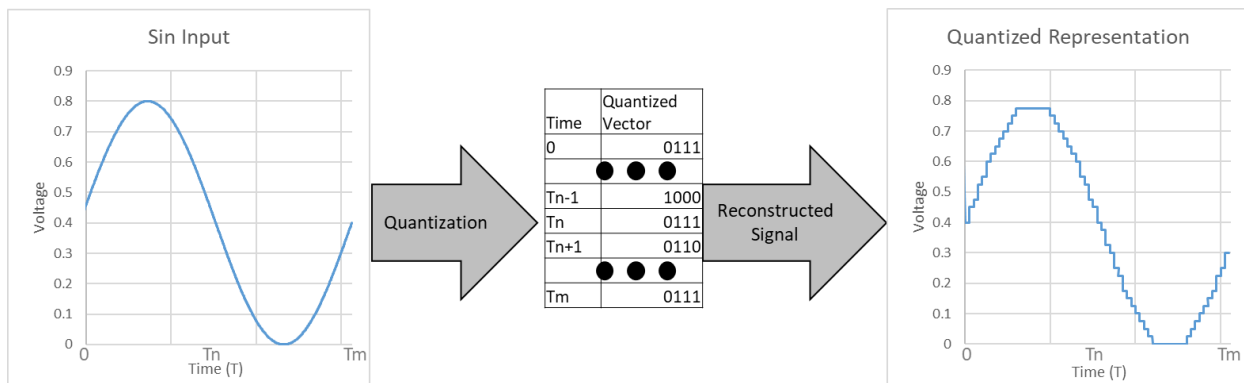 Sin Input
0.9
0.8
0.7
0.6
0.5
0.4
0.3
0.2
0.1
0
Voltage
0 Tn Tm
Time (T)
Quantization
Time Quantized Vector
0 0111
Tn-1 1000
Tn 0111
Tn+1 0110
Tm 0111
Reconstructed
Signal
Quantized Representation
0.9
0.8
0.7
0.6
0.5
0.4
0.3
0.2
0.1
0
Voltage
0 Tn Tm
Time (T)